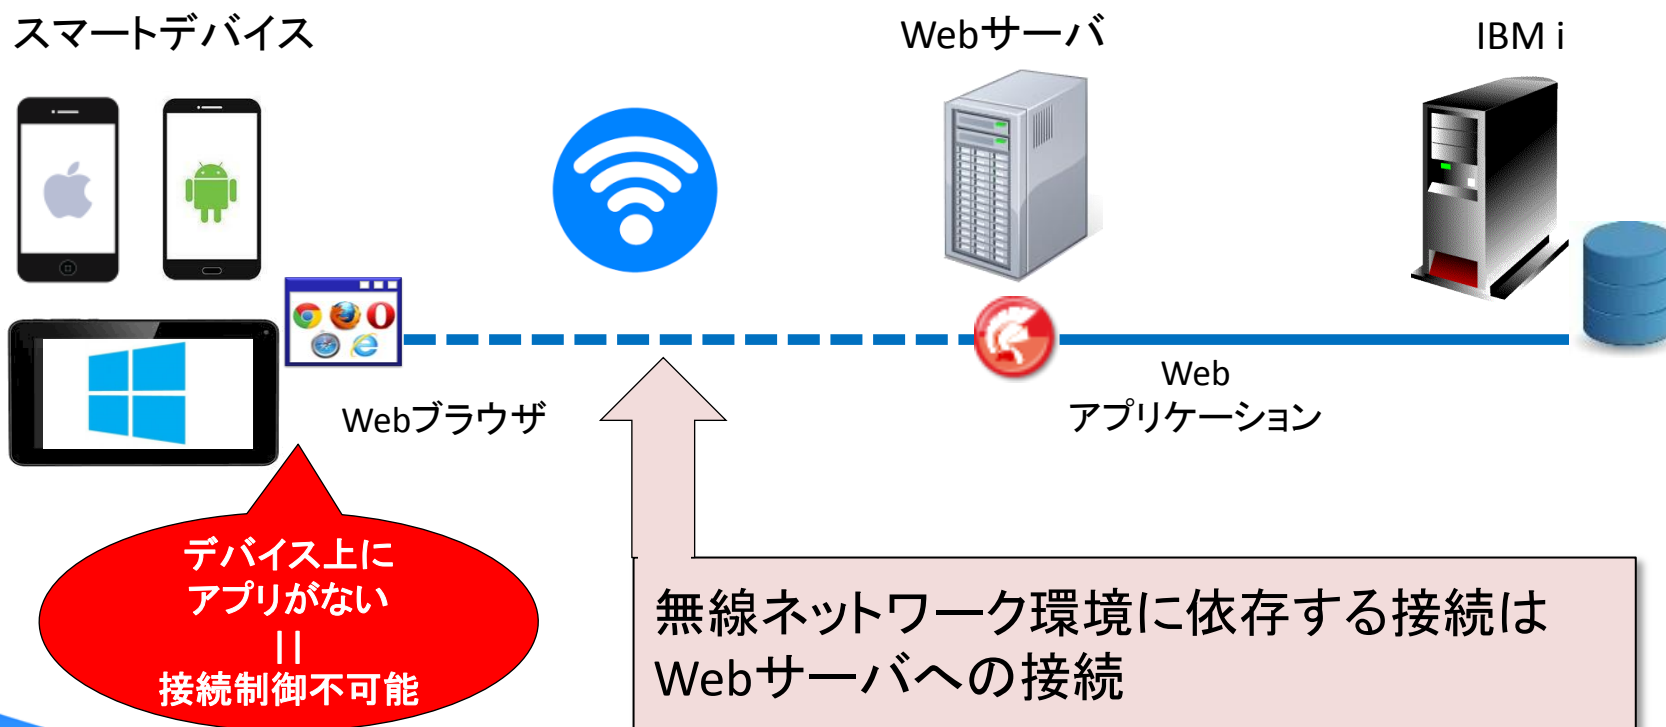 スマートデバイス
Webサーバ
IBM i
Webブラウザ
Web
アプリケーション
デバイス上に
アプリがない
||
接続制御不可能
無線ネットワーク環境に依存する接続は
Webサーバへの接続